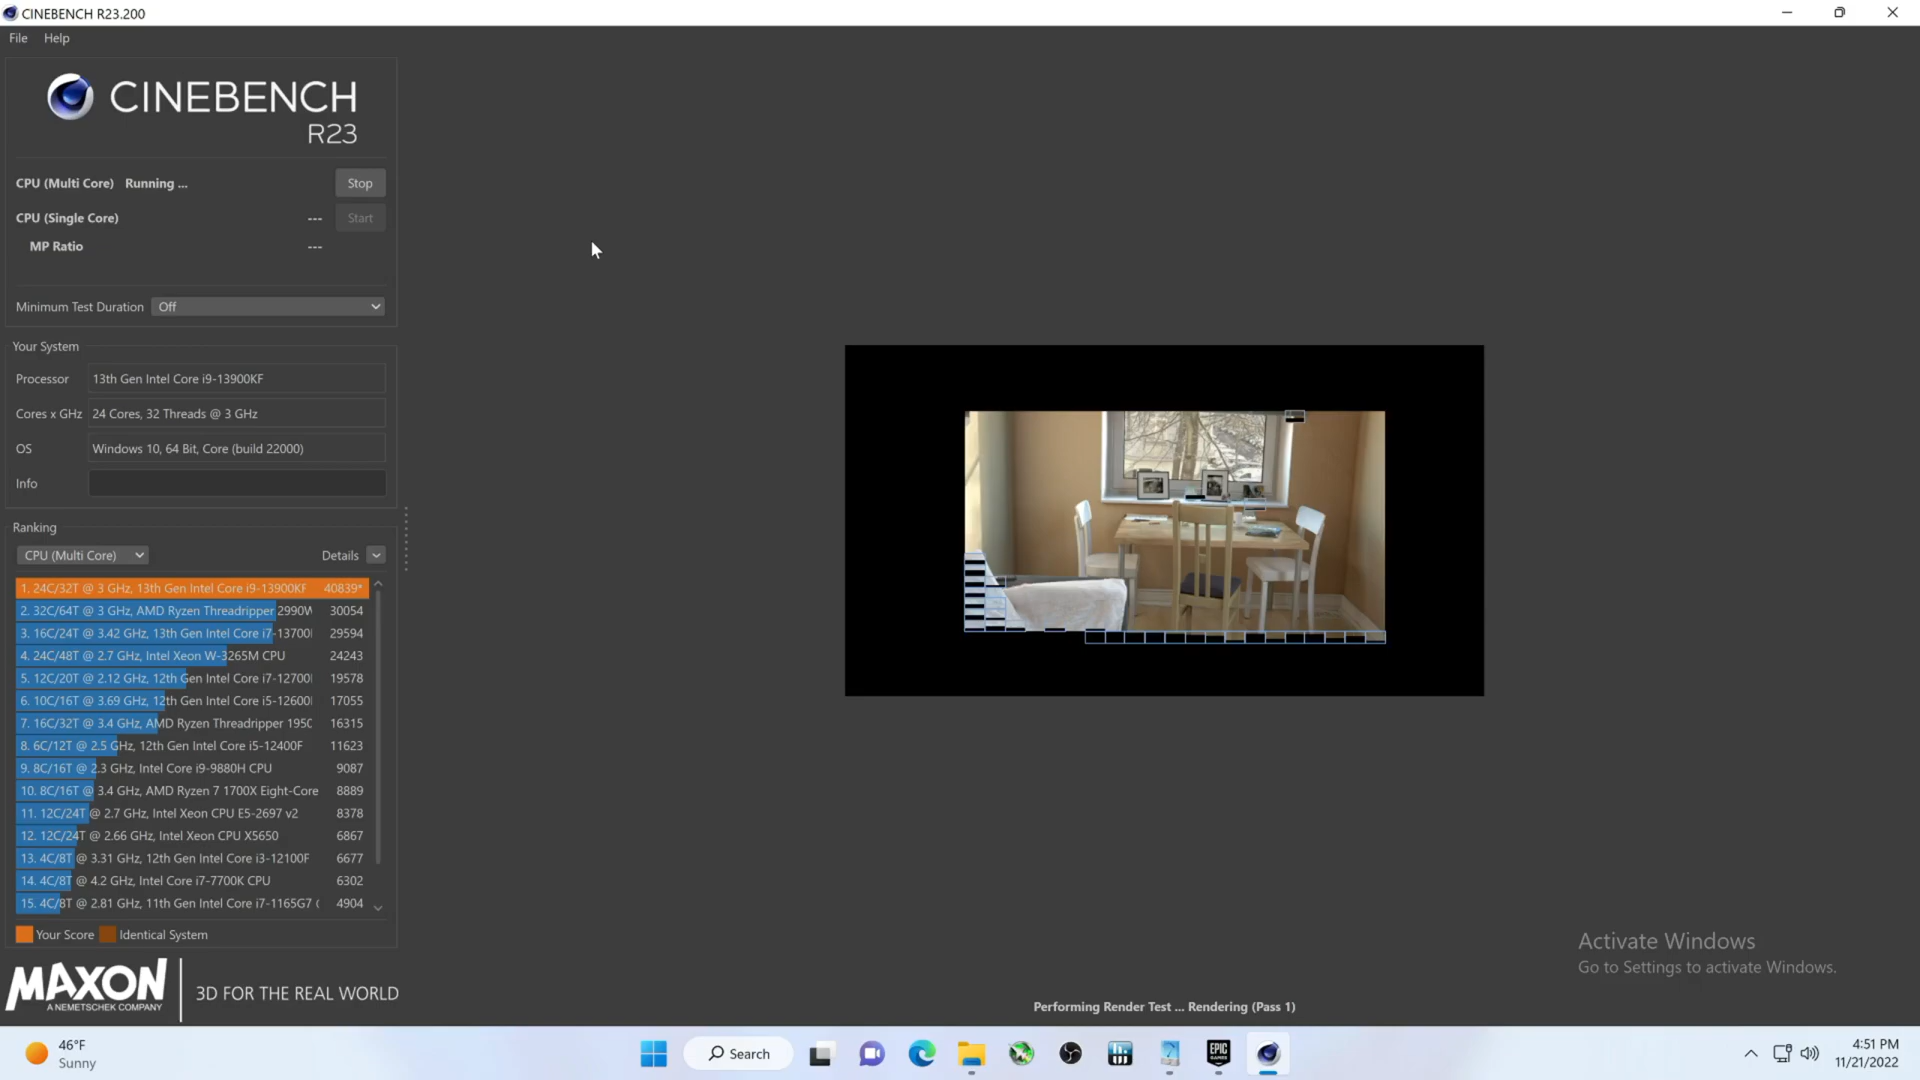 CINEBENCH R23.200
File Help
CINEBENCH
R23
CPU (Multi Core) Running ... Stop
CPU (Single Core) --- Start
MP Ratio ---
Minimum Test Duration Off
Your System
Processor 13th Gen Intel Core i9-13900KF
Cores x GHz 24 Cores, 32 Threads @ 3 GHz
OS Windows 10, 64 Bit, Core (build 22000)
Info
Ranking
CPU (Multi Core) Details
1. 24C/32T @ 3 GHz, 13th Gen Intel Core i9-13900KF 40839*
2. 32C/64T @ 3 GHz, AMD Ryzen Threadripper 2990W 30054
3. 16C/24T @ 3.42 GHz, 13th Gen Intel Core i7-13700 29594
4. 24C/48T @ 2.7 GHz, Intel Xeon W-3265M CPU 24243
5. 12C/20T @ 2.12 GHz, 12th Gen Intel Core i7-12700 19578
6. 10C/16T @ 3.69 GHz, 12th Gen Intel Core i5-12600 17055
7. 16C/32T @ 3.4 GHz, AMD Ryzen Threadripper 195 16315
8. 6C/12T @ 2.5 GHz, 12th Gen Intel Core i5-12400F 11623
9. 8C/16T @ 2.3 GHz, Intel Core i9-9880H CPU 9087
10. 8C/16T @ 3.4 GHz, AMD Ryzen 7 1700X Eight-Core 8889
11. 12C/24T @ 2.7 GHz, Intel Xeon CPU E5-2697 v2 8378
12. 12C/24T @ 2.66 GHz, Intel Xeon CPU X5650 6867
13. 4C/8T @ 3.31 GHz, 12th Gen Intel Core i3-12100F 6677
14. 4C/8T @ 4.2 GHz, Intel Core i7-7700K CPU 6302
15. 4C/8T @ 2.81 GHz, 11th Gen Intel Core i7-1165G7 ( 4904
Your Score Identical System
MAXON
A NEMETSCHEK COMPANY
3D FOR THE REAL WORLD
Activate Windows
Go to Settings to activate Windows.
Performing Render Test ... Rendering (Pass 1)
46°F
Sunny
Search
EPIC
GAMES
4:51 PM
11/21/2022